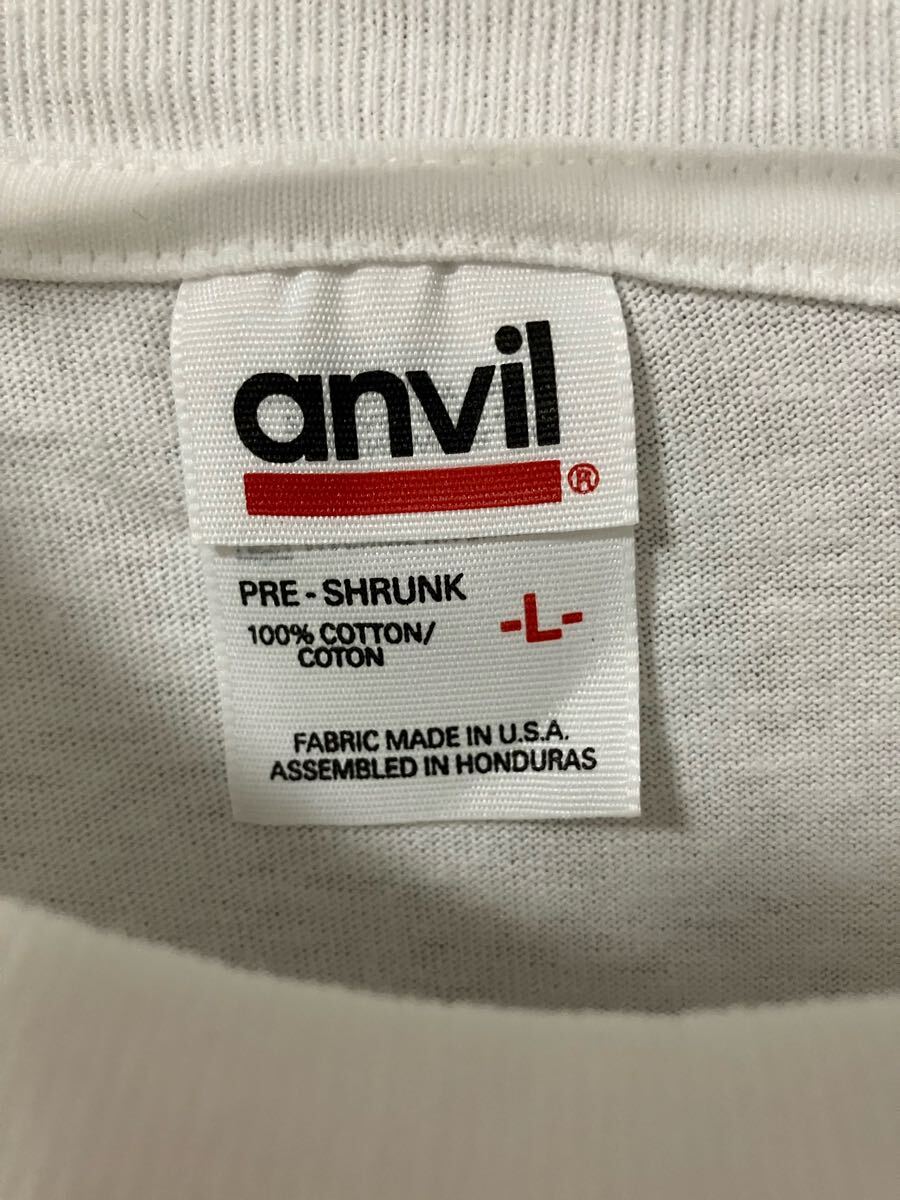 anvil®
PRE-SHRUNK
-L-
100% COTTON/
COTON
FABRIC MADE IN U.S.A.
ASSEMBLED IN HONDURAS